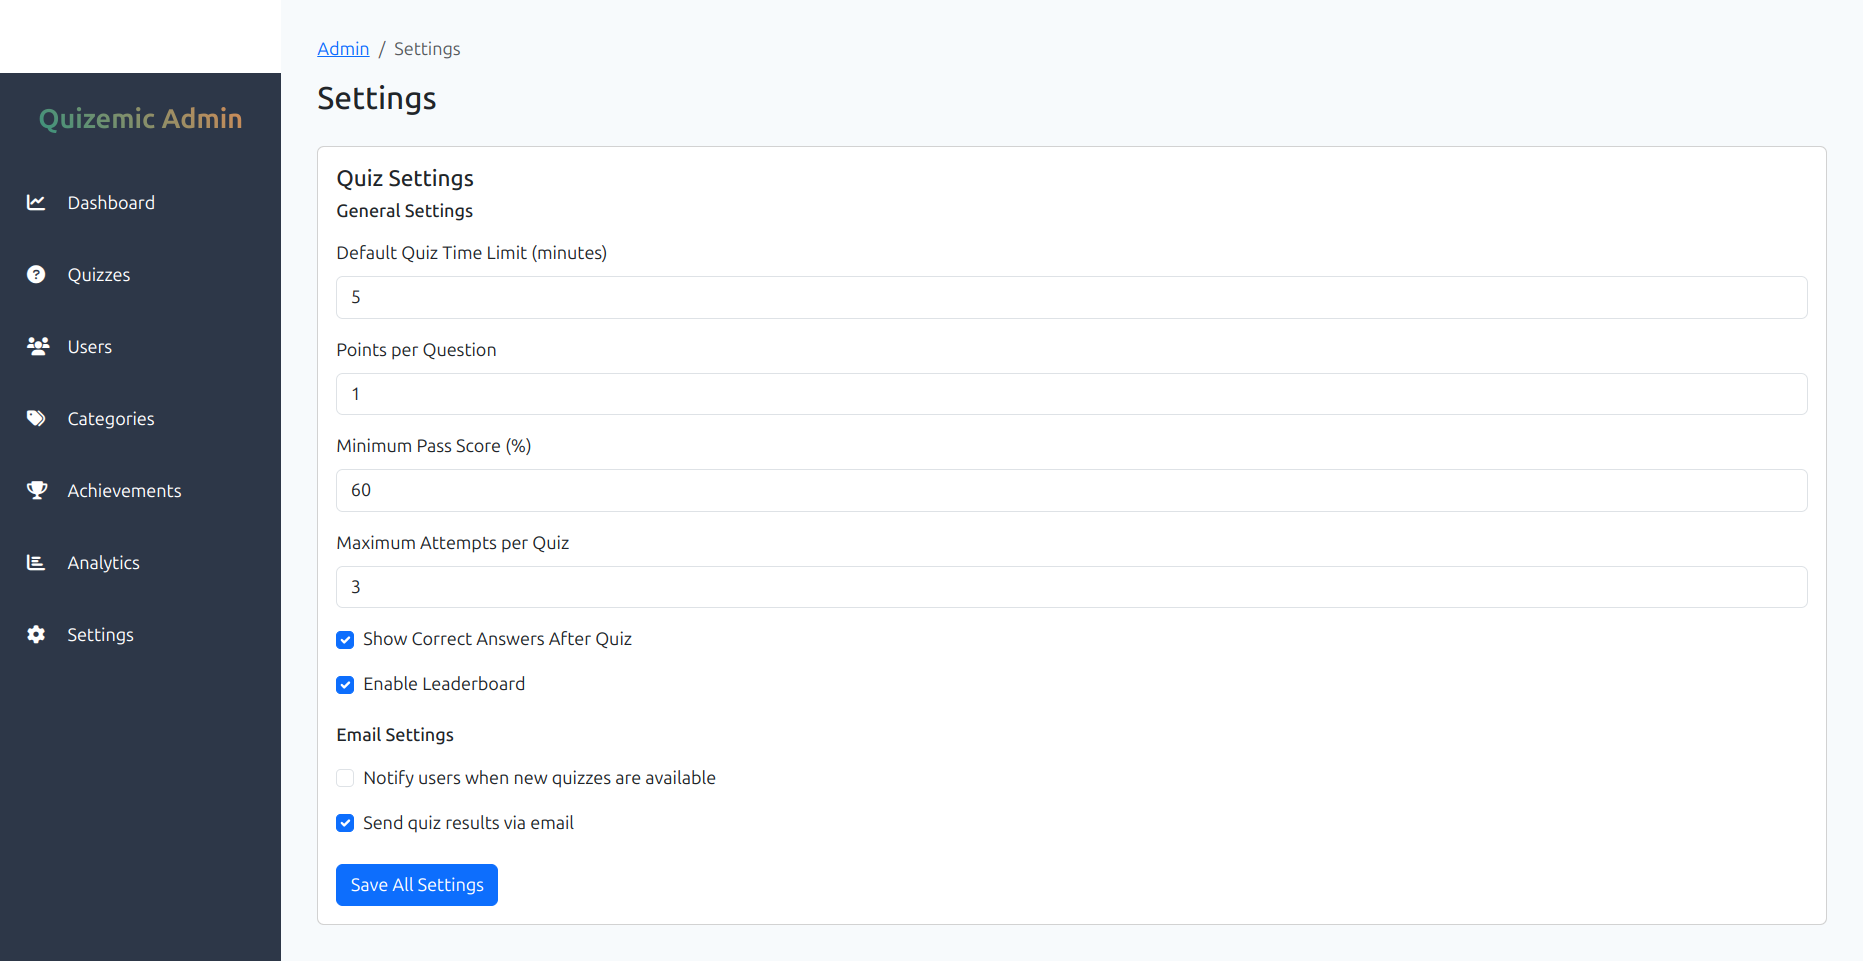 Admin / Settings
Settings
Quizemic Admin
Dashboard
Quizzes
Users
Categories
Achievements
Analytics
Settings
Quiz Settings
General Settings
Default Quiz Time Limit (minutes)
5
Points per Question
1
Minimum Pass Score (%)
60
Maximum Attempts per Quiz
3
Show Correct Answers After Quiz
Enable Leaderboard
Email Settings
Notify users when new quizzes are available
Send quiz results via email
Save All Settings